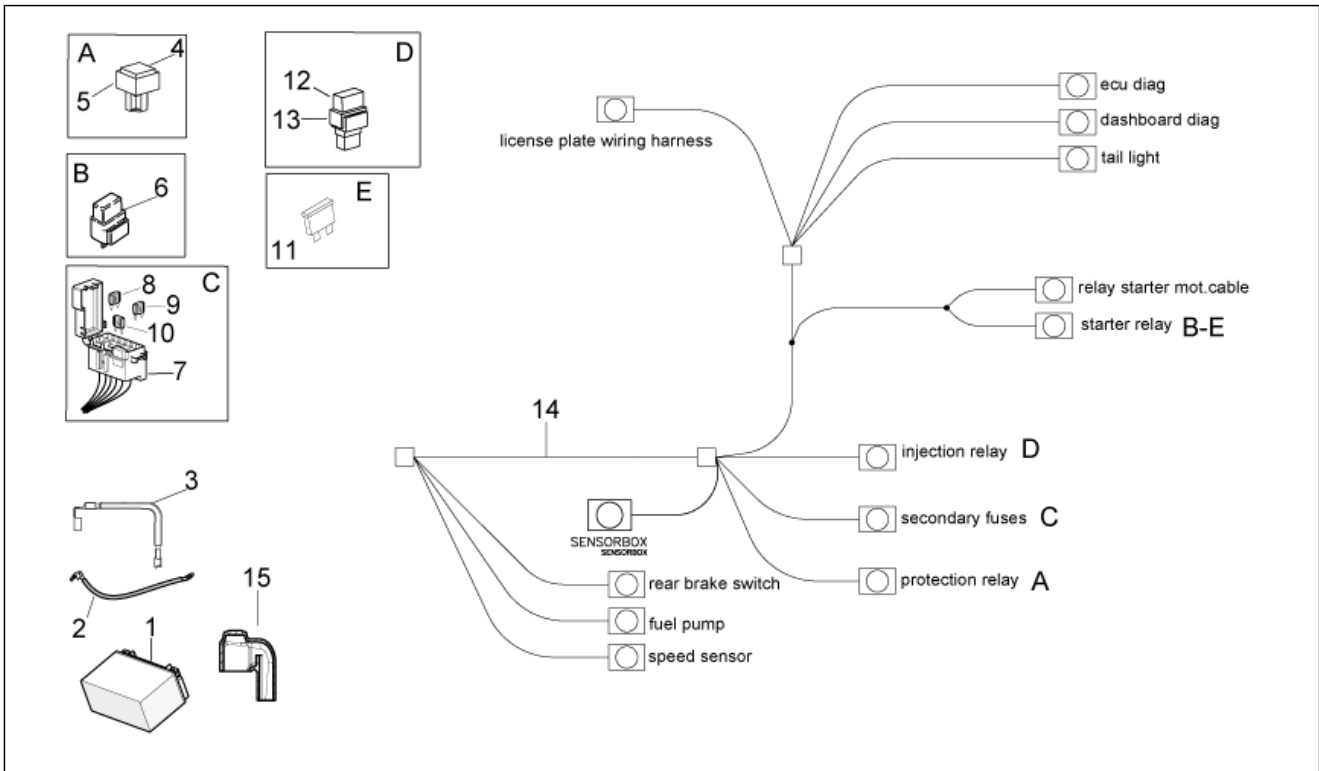 A
4
5
D
12
13
B
6
E
11
C
8
9
10
7
3
2
1
15
14
license plate wiring harness
ecu diag
dashboard diag
tail light
relay starter mot.cable
starter relay B-E
injection relay D
secondary fuses C
protection relay A
SENSORBOX
SENSORBOX
rear brake switch
fuel pump
speed sensor